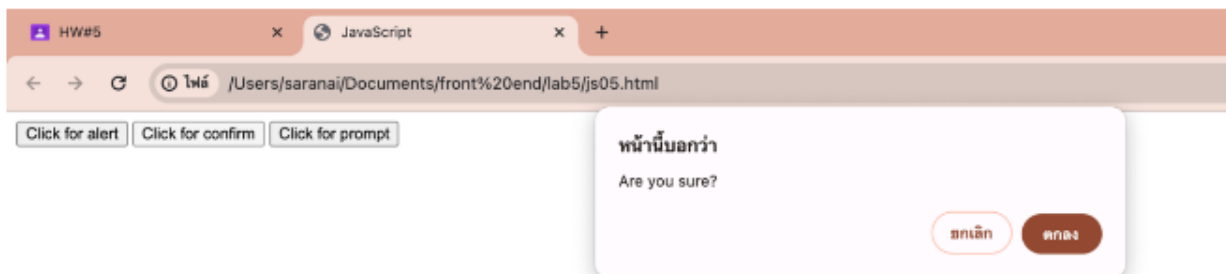 HW#5
JavaScript
ไฟล์ /Users/saranai/Documents/front%20end/lab5/js05.html
Click for alert Click for confirm Click for prompt
หน้านี้บอกว่า
Are you sure?
ยกเลิก ตกลง